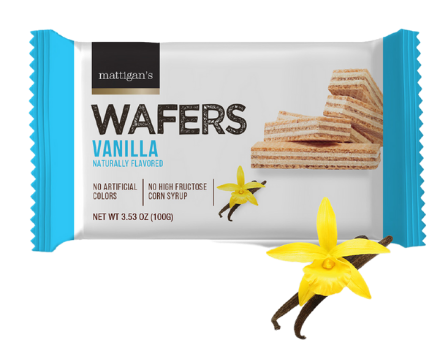 mattigan's
WAFERS
VANILLA
NATURALLY FLAVORED
NO ARTIFICIAL
COLORS
NO HIGH FRUCTOSE
CORN SYRUP
NET WT 3.53 OZ (100G)